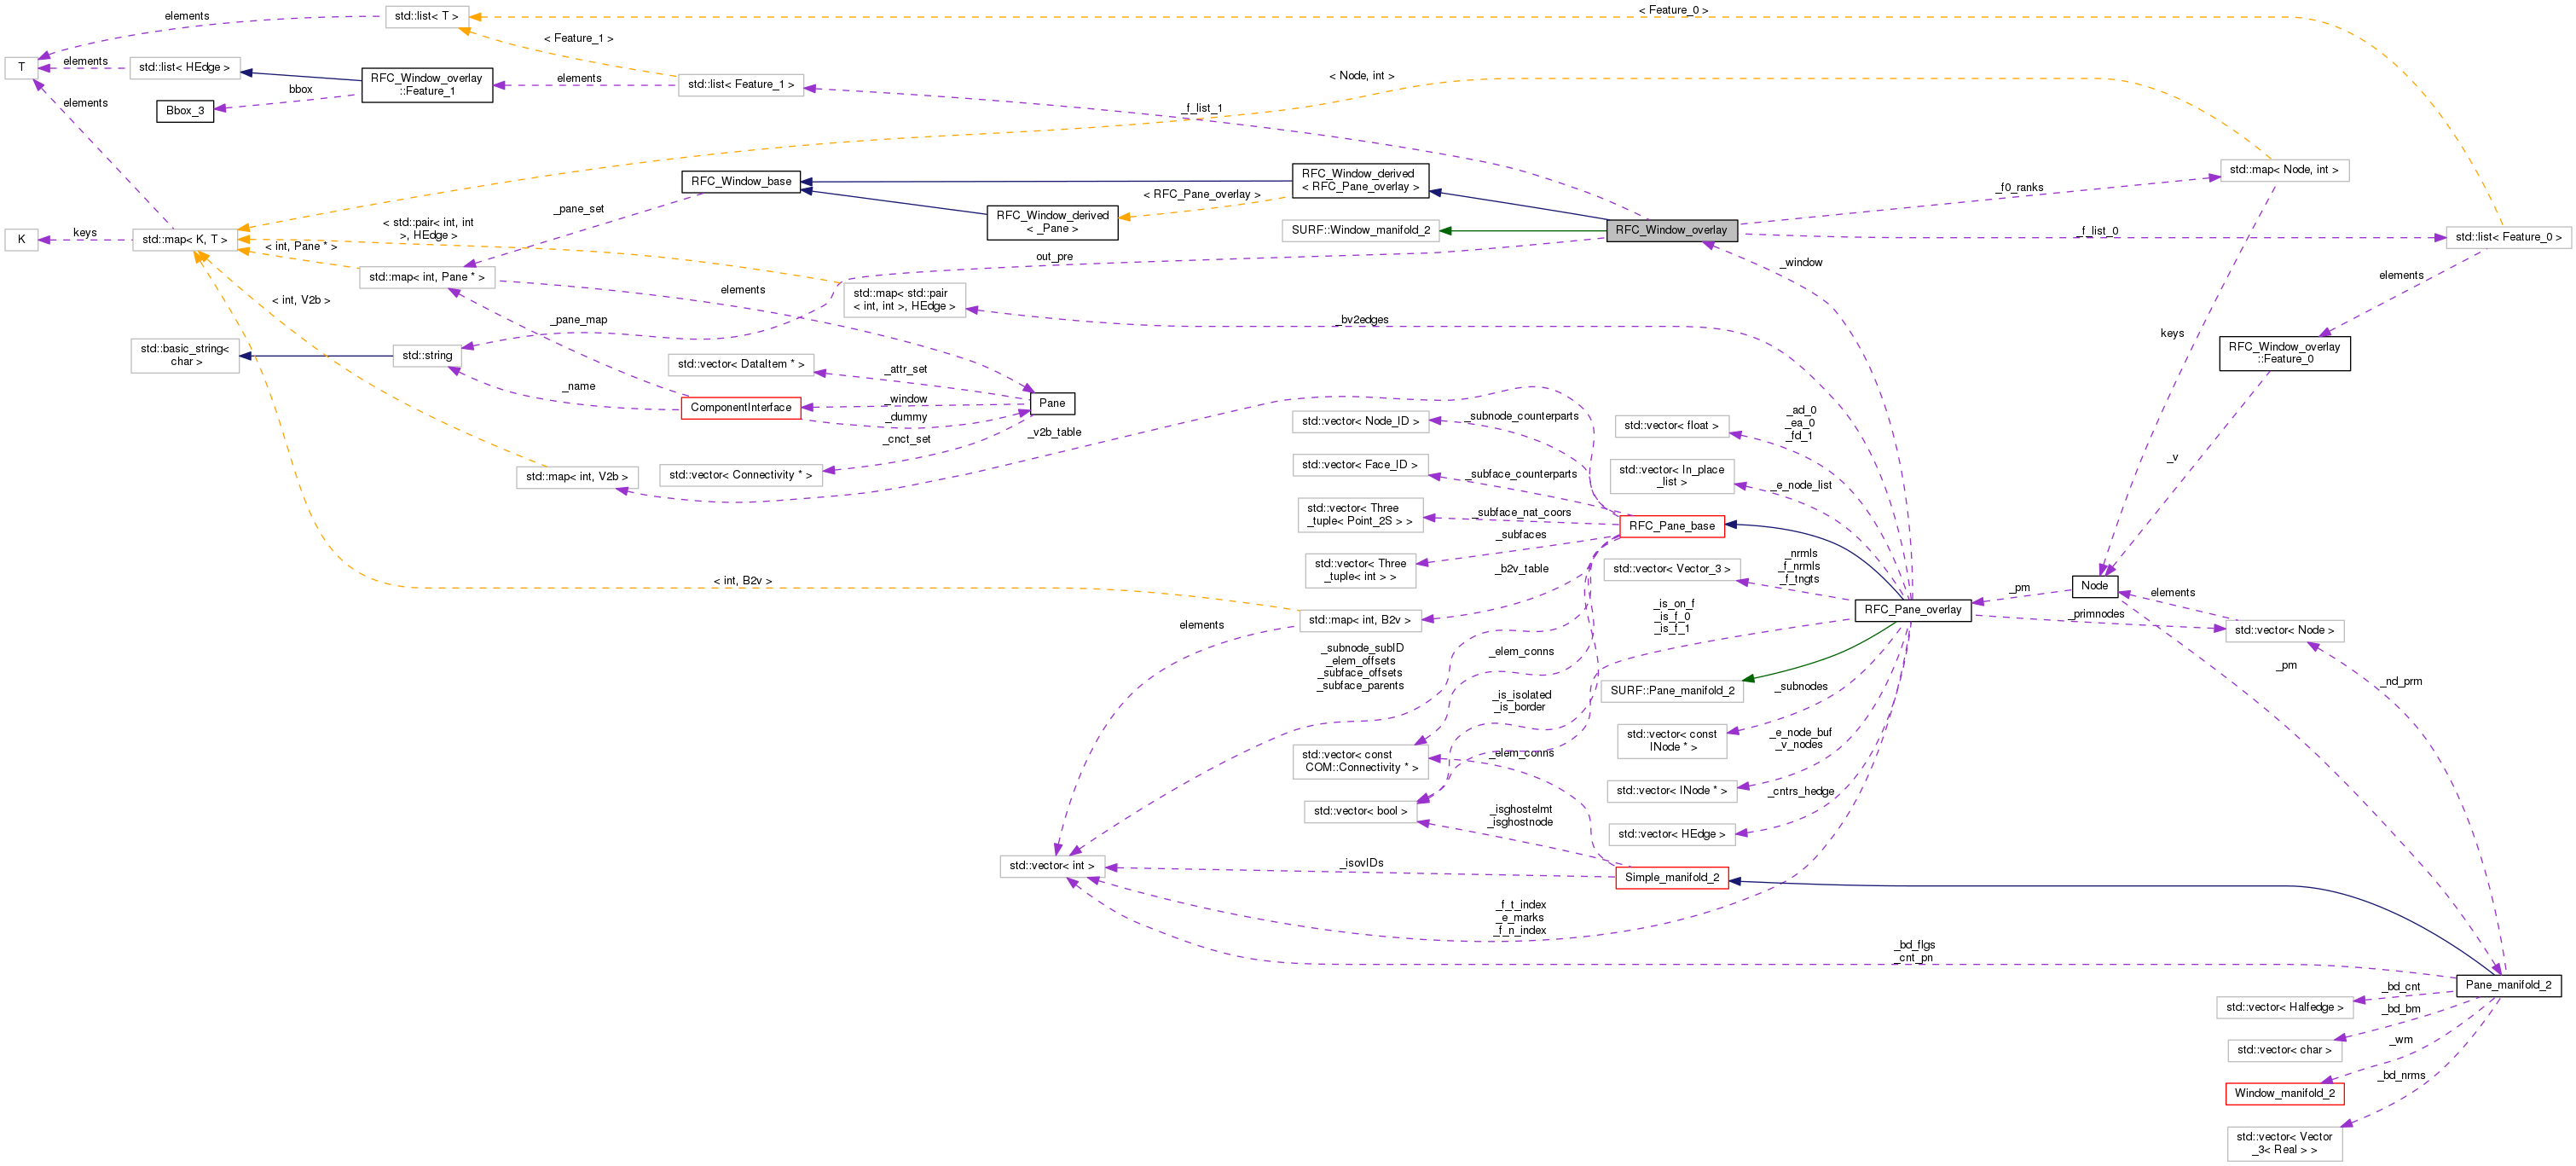 elements
std::list< T >
< Feature_0 >
< Feature_1 >
T
elements
std::list< HEdge >
RFC_Window_overlay
::Feature_1
elements
std::list< Feature_1 >
< Node, int >
bbox
Bbox_3
elements
_f_list_1
RFC_Window_base
RFC_Window_derived
< RFC_Pane_overlay >
< RFC_Pane_overlay >
_f0_ranks
std::map< Node, int >
_pane_set
RFC_Window_derived
< _Pane >
< std::pair< int, int
>, HEdge >
K
keys
std::map< K, T >
< int, Pane * >
SURF::Window_manifold_2
RFC_Window_overlay
_f_list_0
std::list< Feature_0 >
out_pre
_window
std::map< int, Pane * >
elements
elements
< int, V2b >
std::map< std::pair
< int, int >, HEdge >
_pane_map
_bv2edges
keys
std::basic_string<
char >
std::string
RFC_Window_overlay
::Feature_0
std::vector< DataItem * >
_attr_set
_name
ComponentInterface
_window
_dummy
Pane
_cnct_set
_v2b_table
std::vector< Node_ID >
_subnode_counterparts
std::vector< float >
_ad_0
_ea_0
_fd_1
std::map< int, V2b >
std::vector< Connectivity * >
std::vector< Face_ID >
_subface_counterparts
std::vector< In_place
_list >
_e_node_list
_v
std::vector< Three
_tuple< Point_2S > >
_subface_nat_coors
RFC_Pane_base
_subfaces
std::vector< Three
_tuple< int > >
_b2v_table
std::vector< Vector_3 >
_nrmls
_f_nrmls
_f_tngts
< int, B2v >
Node
_pm
elements
std::map< int, B2v >
_is_on_f
_is_f_0
_is_f_1
RFC_Pane_overlay
_primnodes
std::vector< Node >
elements
_subnode_subID
_elem_offsets
_subface_offsets
_subface_parents
_elem_conns
_pm
_nd_prm
SURF::Pane_manifold_2
_subnodes
_is_isolated
_is_border
std::vector< const
INode * >
_e_node_buf
_v_nodes
std::vector< const
COM::Connectivity * >
_elem_conns
std::vector< INode * >
_cntrs_hedge
std::vector< bool >
_isghostelmt
_isghostnode
std::vector< HEdge >
std::vector< int >
_isovIDs
Simple_manifold_2
_f_t_index
_e_marks
_f_n_index
_bd_flgs
_cnt_pn
Pane_manifold_2
_bd_cnt
std::vector< Halfedge >
_bd_bm
std::vector< char >
_wm
Window_manifold_2
_bd_nrms
std::vector< Vector
_3< Real > >